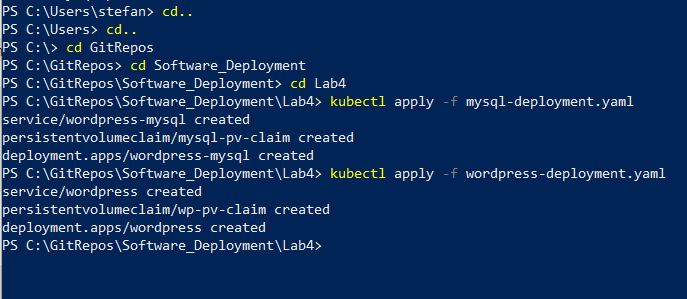 PS C:\Users\stefan> cd..
PS C:\Users> cd..
PS C:\> cd GitRepos
PS C:\GitRepos> cd Software_Deployment
PS C:\GitRepos\Software_Deployment> cd Lab4
PS C:\GitRepos\Software_Deployment\Lab4> kubectl apply -f mysql-deployment.yaml
service/wordpress-mysql created
persistentvolumeclaim/mysql-pv-claim created
deployment.apps/wordpress-mysql created
PS C:\GitRepos\Software_Deployment\Lab4> kubectl apply -f wordpress-deployment.yaml
service/wordpress created
persistentvolumeclaim/wp-pv-claim created
deployment.apps/wordpress created
PS C:\GitRepos\Software_Deployment\Lab4>